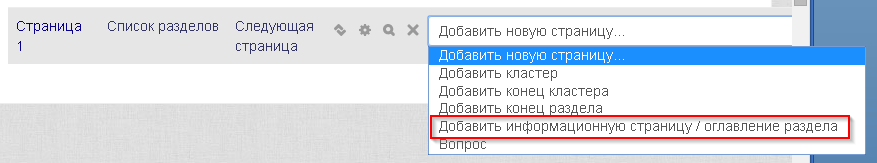 Страница 1
Список разделов
Следующая страница
Добавить новую страницу...
Добавить новую страницу...
Добавить кластер
Добавить конец кластера
Добавить конец раздела
Добавить информационную страницу / оглавление раздела
Вопрос